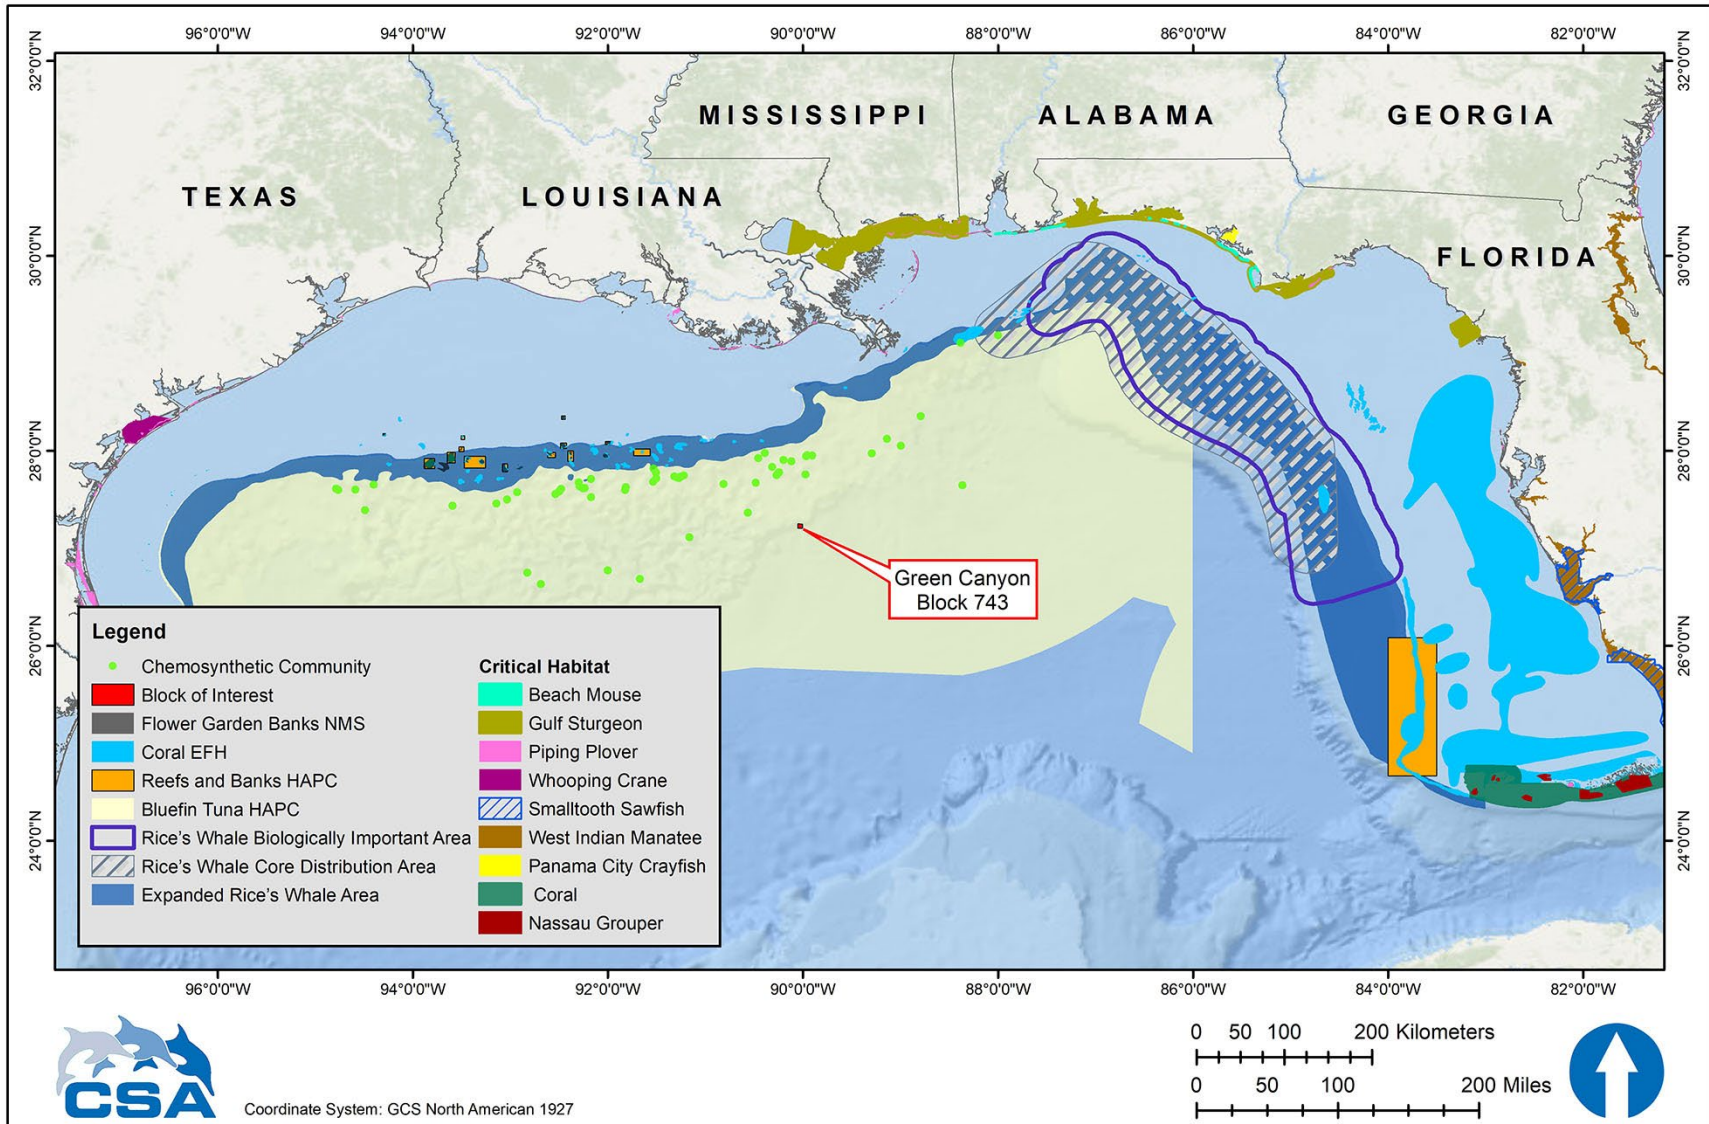 96°0'0"W 94°0'0"W 92°0'0"W 90°0'0"W 88°0'0"W 86°0'0"W 84°0'0"W 82°0'0"W
32°0'0"N
32°0'0"N
MISSISSIPPI
ALABAMA
GEORGIA
TEXAS
LOUISIANA
30°0'0"N
FLORIDA
30°0'0"N
28°0'0"N
28°0'0"N
Green Canyon
Block 743
26°0'0"N
26°0'0"N
24°0'0"N
24°0'0"N
Legend
Chemosynthetic Community
Block of Interest
Flower Garden Banks NMS
Coral EFH
Reefs and Banks HAPC
Bluefin Tuna HAPC
Rice's Whale Biologically Important Area
Rice's Whale Core Distribution Area
Expanded Rice's Whale Area
Critical Habitat
Beach Mouse
Gulf Sturgeon
Piping Plover
Whooping Crane
Smalltooth Sawfish
West Indian Manatee
Panama City Crayfish
Coral
Nassau Grouper
96°0'0"W 94°0'0"W 92°0'0"W 90°0'0"W 88°0'0"W 86°0'0"W 84°0'0"W 82°0'0"W
CSA
Coordinate System: GCS North American 1927
0 50 100 200 Kilometers
0 50 100 200 Miles